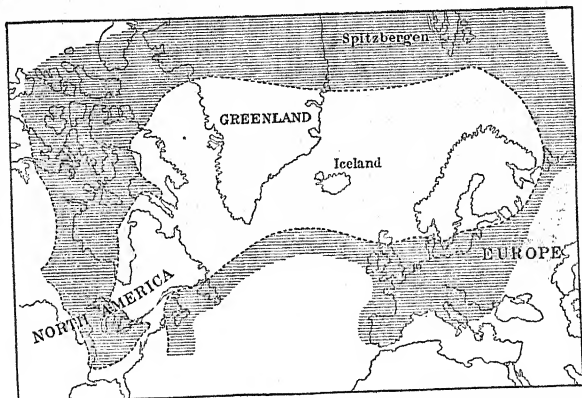 Spitzbergen
GREENLAND
Iceland
EUROPE
NORTH AMERICA